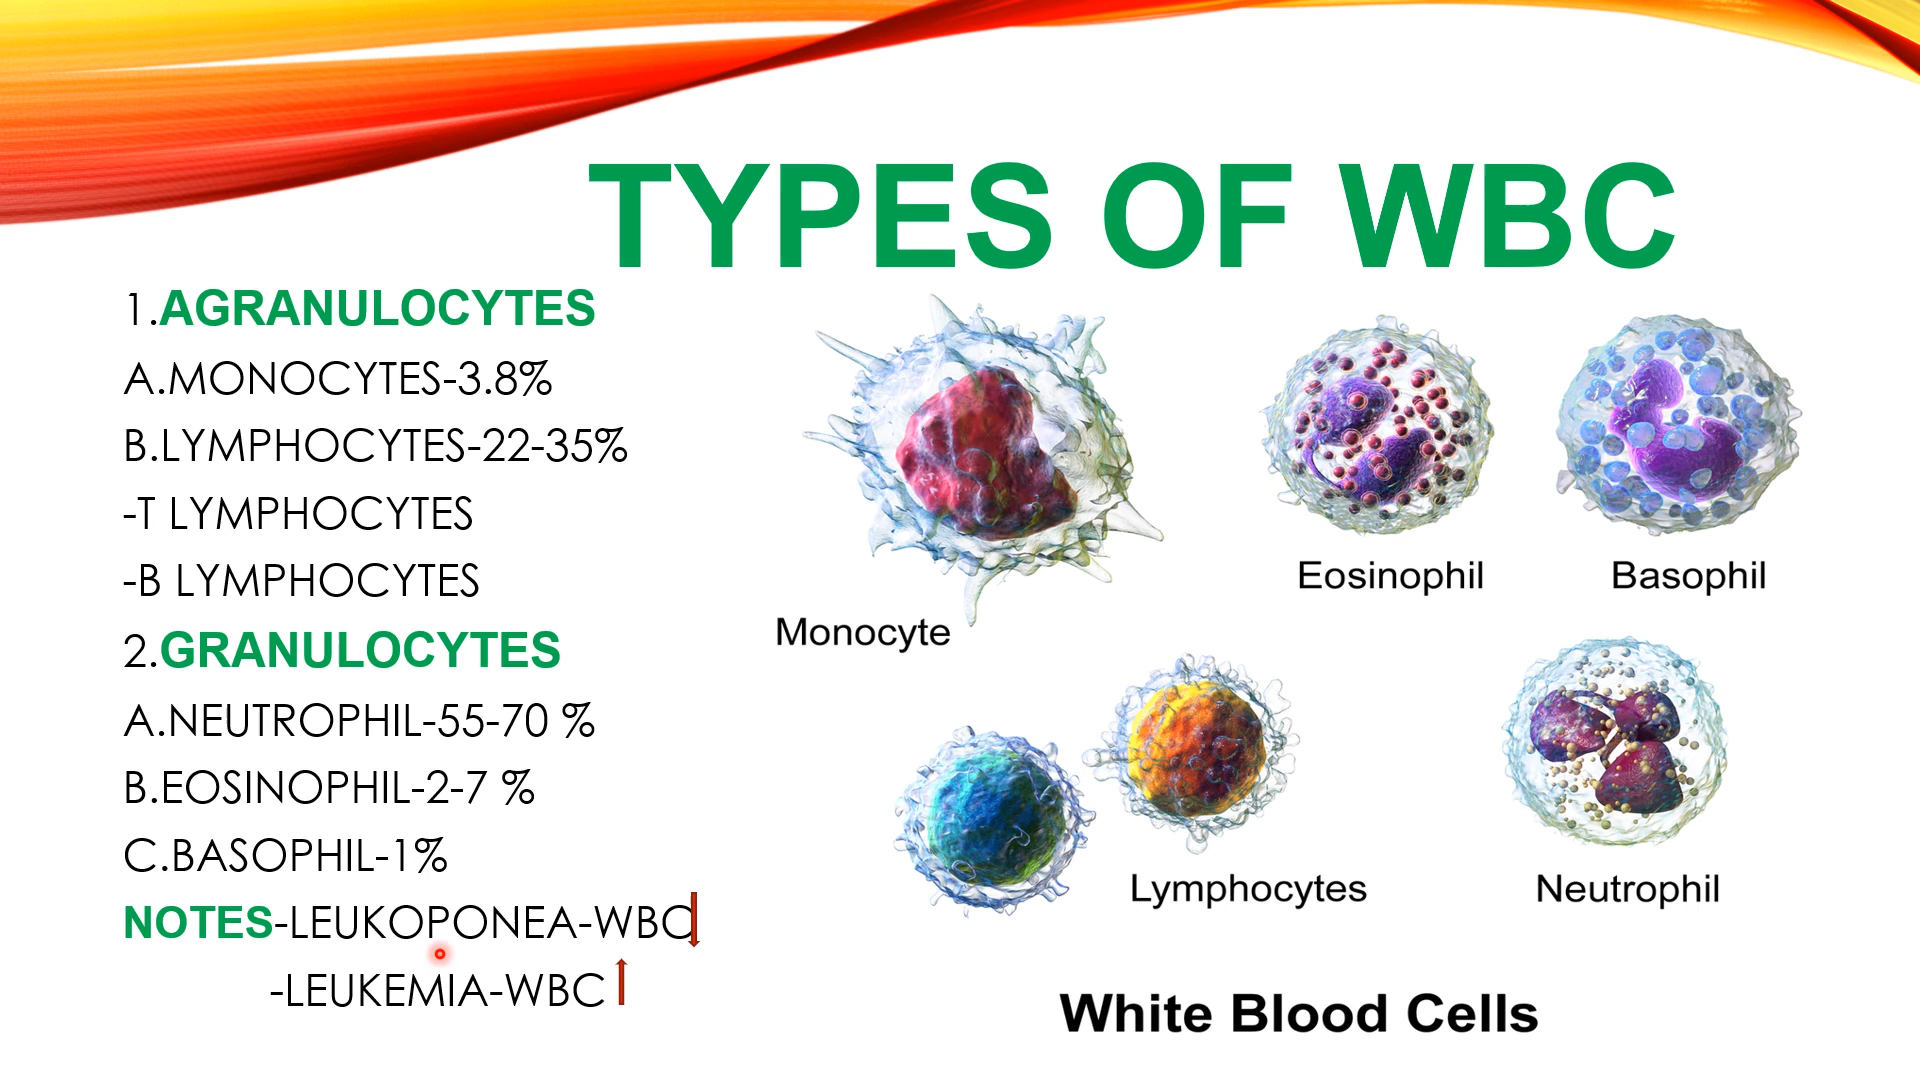 TYPES OF WBC
1.AGRANULOCYTES
A.MONOCYTES-3.8%
B.LYMPHOCYTES-22-35%
-T LYMPHOCYTES
-B LYMPHOCYTES
2.GRANULOCYTES
A.NEUTROPHIL-55-70 %
B.EOSINOPHIL-2-7 %
C.BASOPHIL-1%
NOTES-LEUKOPONEA-WBC
-LEUKEMIA-WBC
Monocyte
Eosinophil
Basophil
Lymphocytes
Neutrophil
White Blood Cells